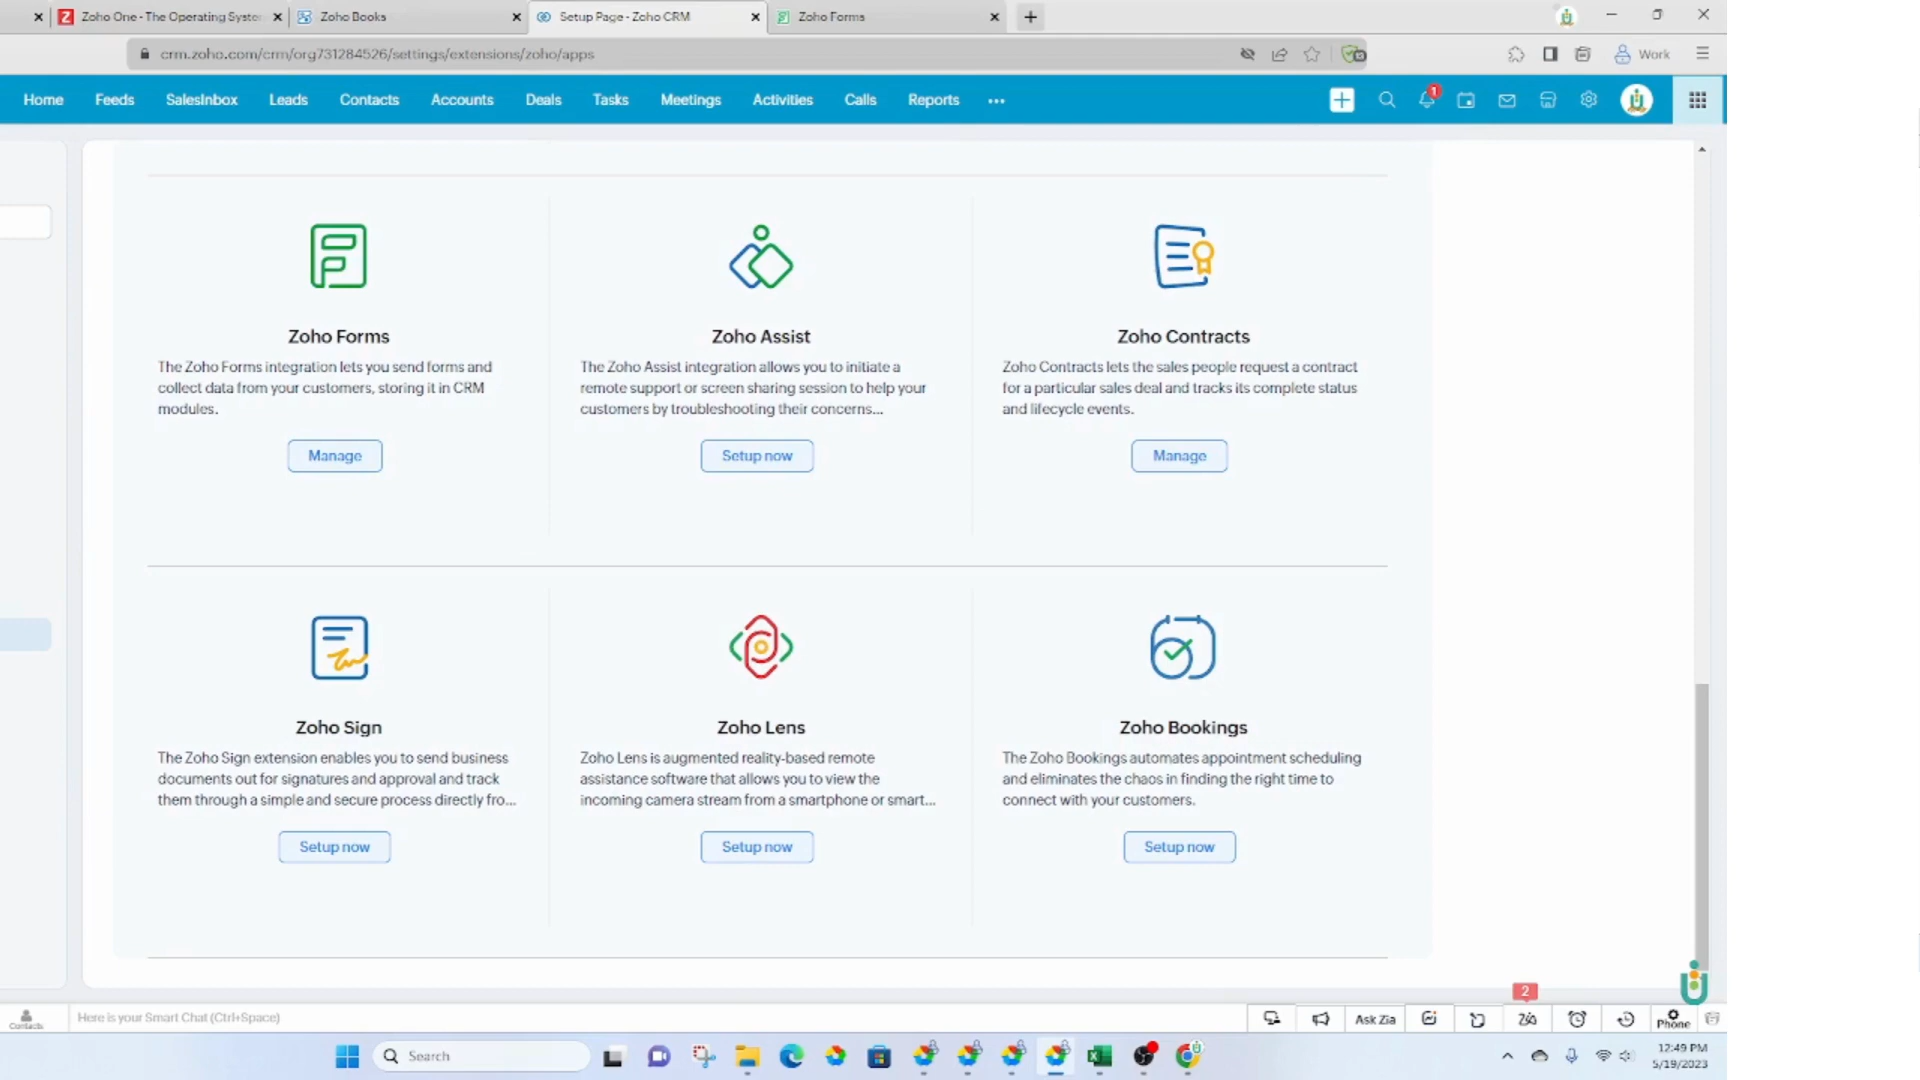 Zoho One - The Operating Syster
Zoho Books
Setup Page - Zoho CRM
Zoho Forms
crm.zoho.com/crm/org731284526/settings/extensions/zoho/apps
Work
Home
Feeds
SalesInbox
Leads
Contacts
Accounts
Deals
Tasks
Meetings
Activities
Calls
Reports
1
Zoho Forms
The Zoho Forms integration lets you send forms and
collect data from your customers, storing it in CRM
modules.
Manage
Zoho Assist
The Zoho Assist integration allows you to initiate a
remote support or screen sharing session to help your
customers by troubleshooting their concerns...
Setup now
Zoho Contracts
Zoho Contracts lets the sales people request a contract
for a particular sales deal and tracks its complete status
and lifecycle events.
Manage
Zoho Sign
The Zoho Sign extension enables you to send business
documents out for signatures and approval and track
them through a simple and secure process directly fro...
Setup now
Zoho Lens
Zoho Lens is augmented reality-based remote
assistance software that allows you to view the
incoming camera stream from a smartphone or smart...
Setup now
Zoho Bookings
The Zoho Bookings automates appointment scheduling
and eliminates the chaos in finding the right time to
connect with your customers.
Setup now
2
Contacts
Here is your Smart Chat (Ctrl+Space)
Ask Zia
Phone
Search
12:49 PM
5/19/2023